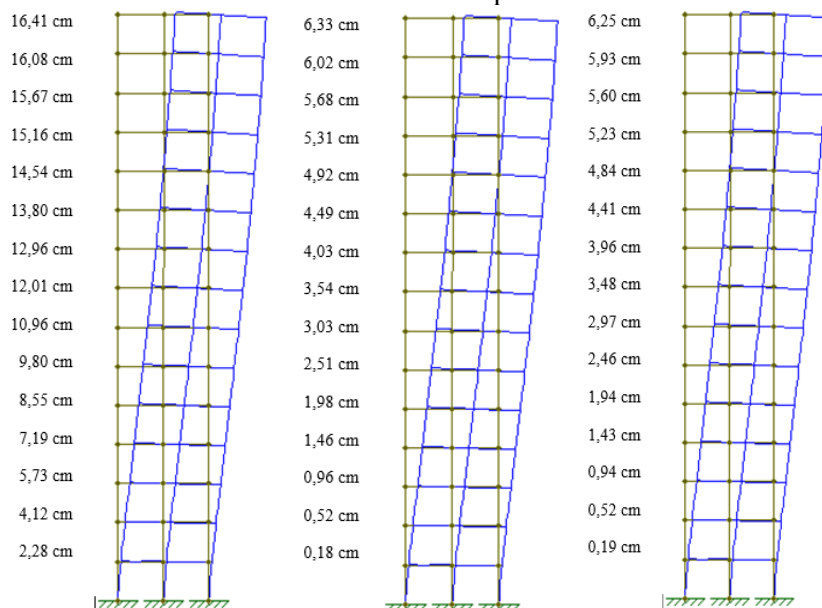 16,41 cm
16,08 cm
15,67 cm
15,16 cm
14,54 cm
13,80 cm
12,96 cm
12,01 cm
10,96 cm
9,80 cm
8,55 cm
7,19 cm
5,73 cm
4,12 cm
2,28 cm
6,33 cm
6,02 cm
5,68 cm
5,31 cm
4,92 cm
4,49 cm
4,03 cm
3,54 cm
3,03 cm
2,51 cm
1,98 cm
1,46 cm
0,96 cm
0,52 cm
0,18 cm
6,25 cm
5,93 cm
5,60 cm
5,23 cm
4,84 cm
4,41 cm
3,96 cm
3,48 cm
2,97 cm
2,46 cm
1,94 cm
1,43 cm
0,94 cm
0,52 cm
0,19 cm